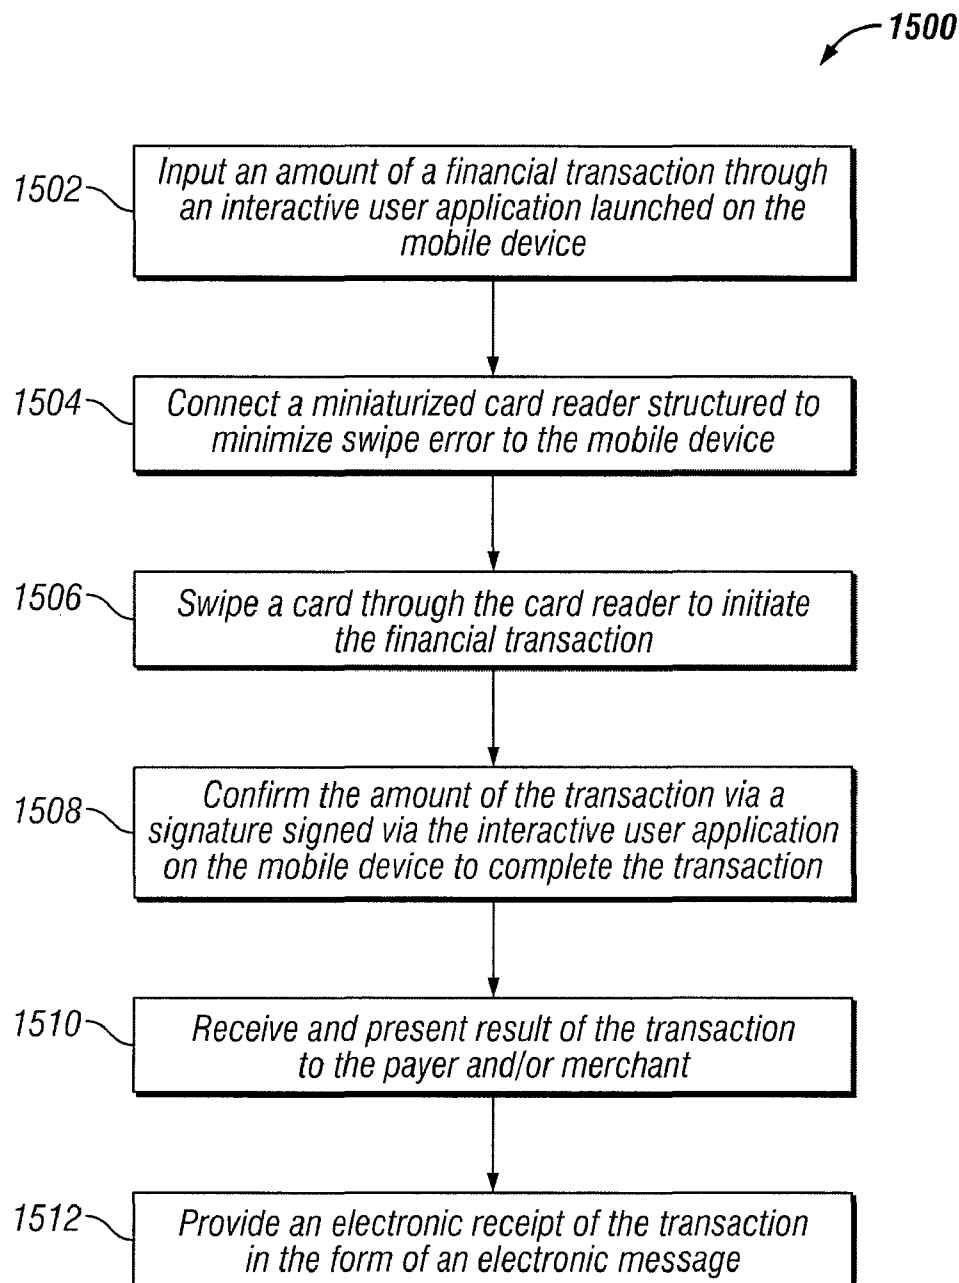 1500
1502
Input an amount of a financial transaction through
an interactive user application launched on the
mobile device
1504
Connect a miniaturized card reader structured to
minimize swipe error to the mobile device
1506
Swipe a card through the card reader to initiate
the financial transaction
1508
Confirm the amount of the transaction via a
signature signed via the interactive user application
on the mobile device to complete the transaction
1510
Receive and present result of the transaction
to the payer and/or merchant
1512
Provide an electronic receipt of the transaction
in the form of an electronic message